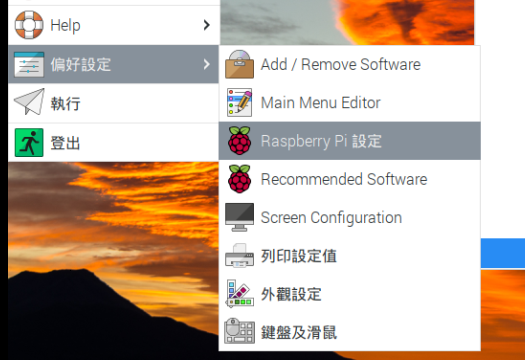 Help
偏好設定
執行
登出
Add / Remove Software
Main Menu Editor
Raspberry Pi 設定
Recommended Software
Screen Configuration
列印設定值
外觀設定
鍵盤及滑鼠